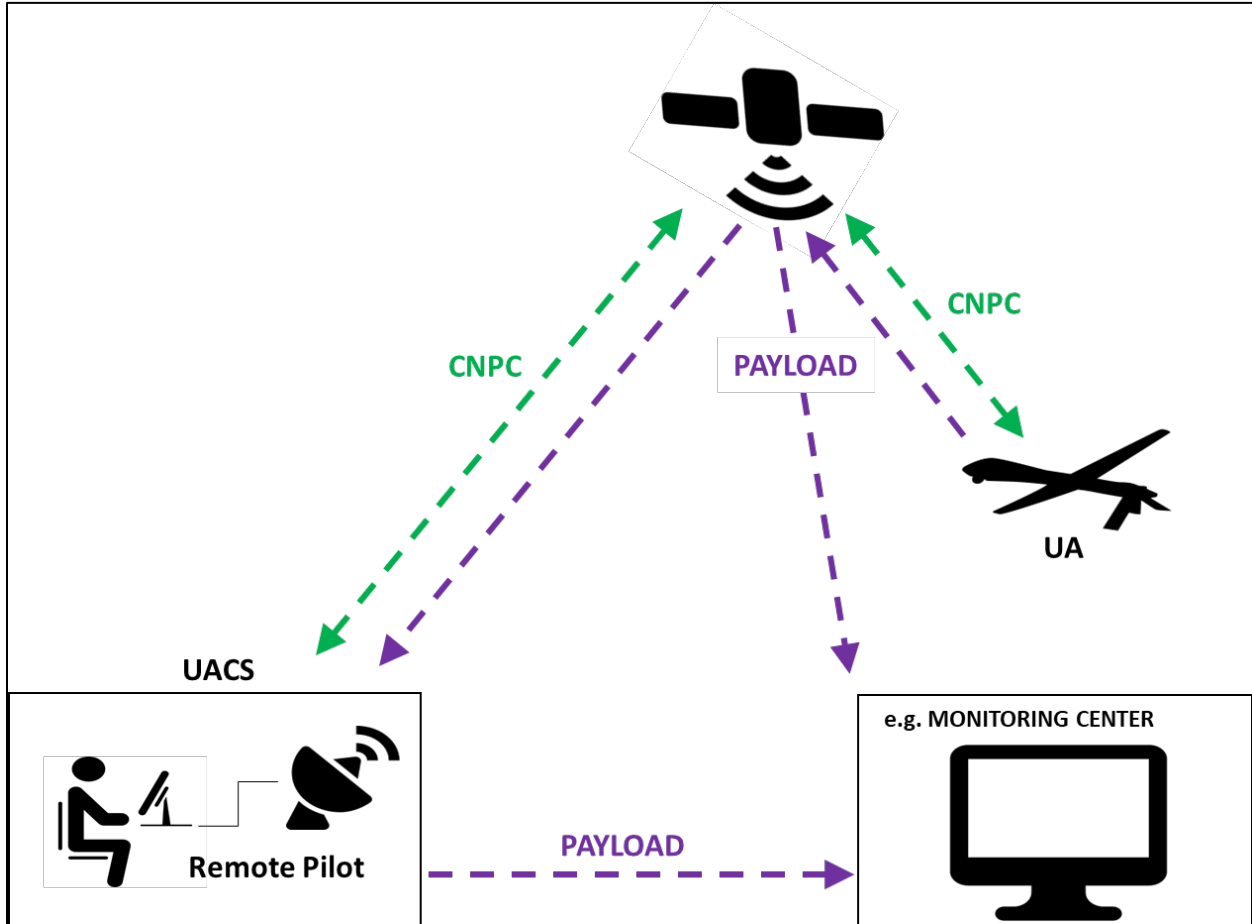 CNPC
CNPC
PAYLOAD
UA
UACS
e.g. MONITORING CENTER
Remote Pilot
PAYLOAD